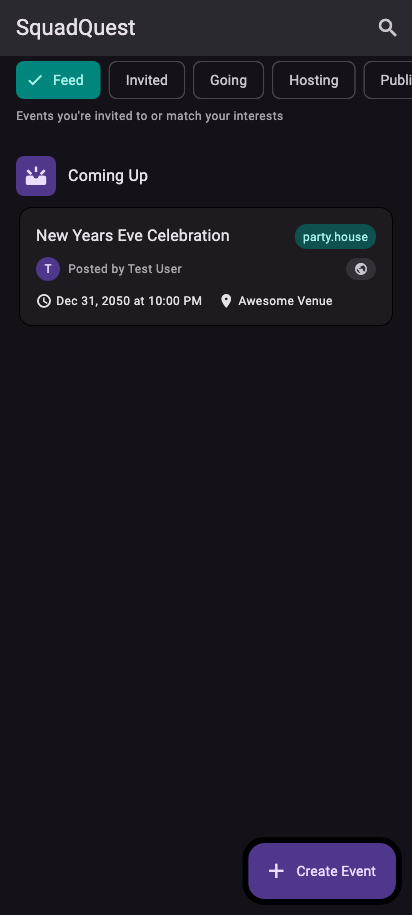 SquadQuest
Feed
Invited
Going
Hosting
Publi
Events you're invited to or match your interests
Coming Up
New Years Eve Celebration
party.house
T
Posted by Test User
Dec 31, 2050 at 10:00 PM
Awesome Venue
Create Event